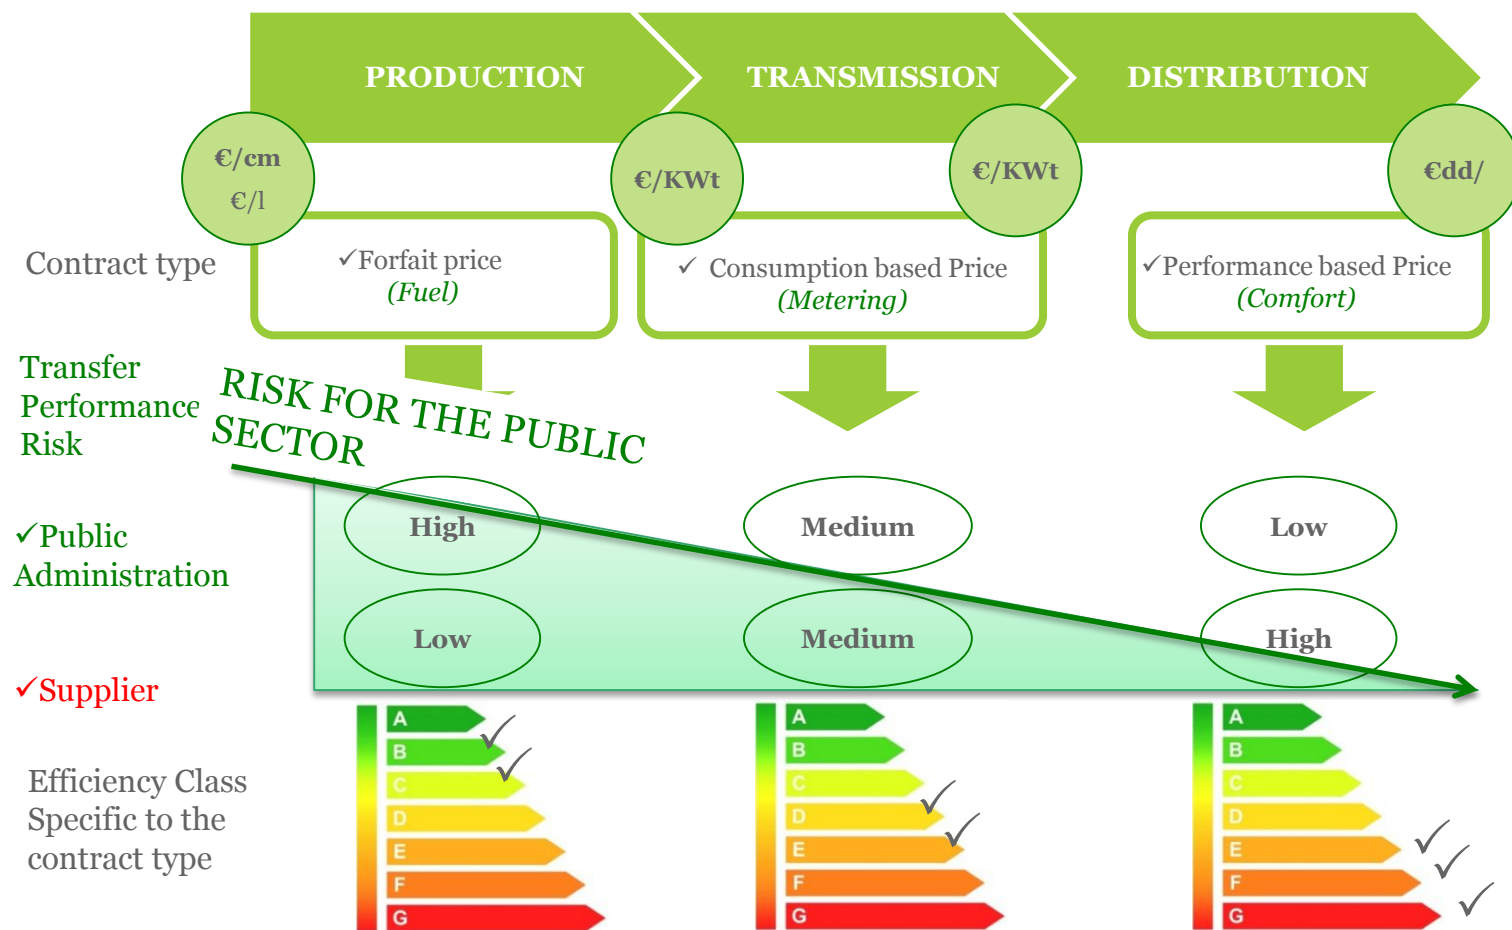 PRODUCTION
TRANSMISSION
DISTRIBUTION
€/cm
€/l
€/KWt
€/KWt
€dd/
Contract type
✓Forfait price
(Fuel)
✓ Consumption based Price
(Metering)
✓Performance based Price
(Comfort)
Transfer
Performance
Risk
RISK FOR THE PUBLIC
SECTOR
✓Public
Administration
High
Medium
Low
Low
Medium
High
✓Supplier
Efficiency Class
Specific to the
contract type
A
B
C
D
E
F
G
A
B
C
D
E
F
G
A
B
C
D
E
F
G